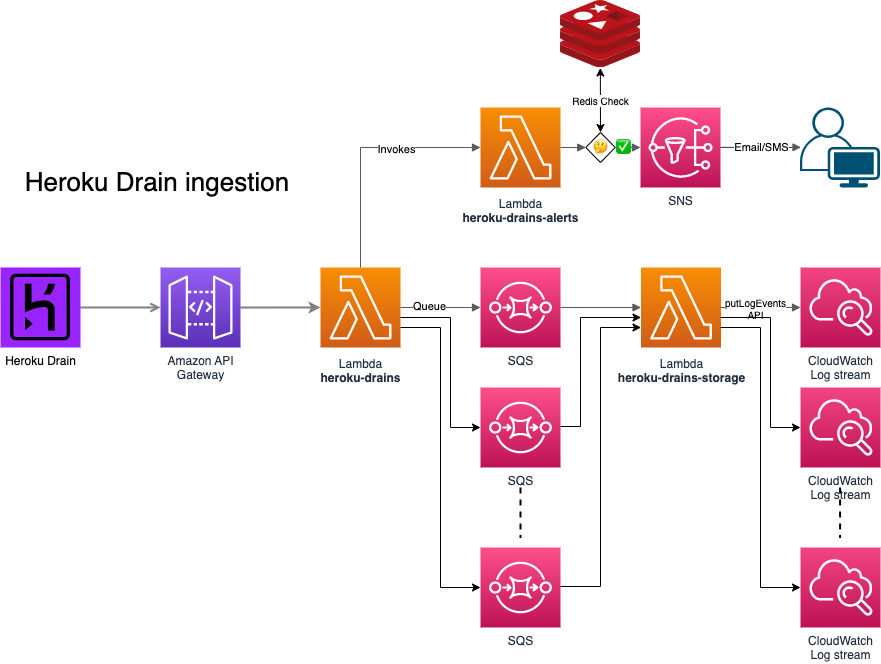 Redis Check
Invokes
Email/SMS
Lambda
heroku-drains-alerts
SNS
Heroku Drain ingestion
Heroku Drain
Amazon API
Gateway
Lambda
heroku-drains
Queue
SQS
Lambda
heroku-drains-storage
putLogEvents
API
CloudWatch
Log stream
SQS
CloudWatch
Log stream
SQS
CloudWatch
Log stream